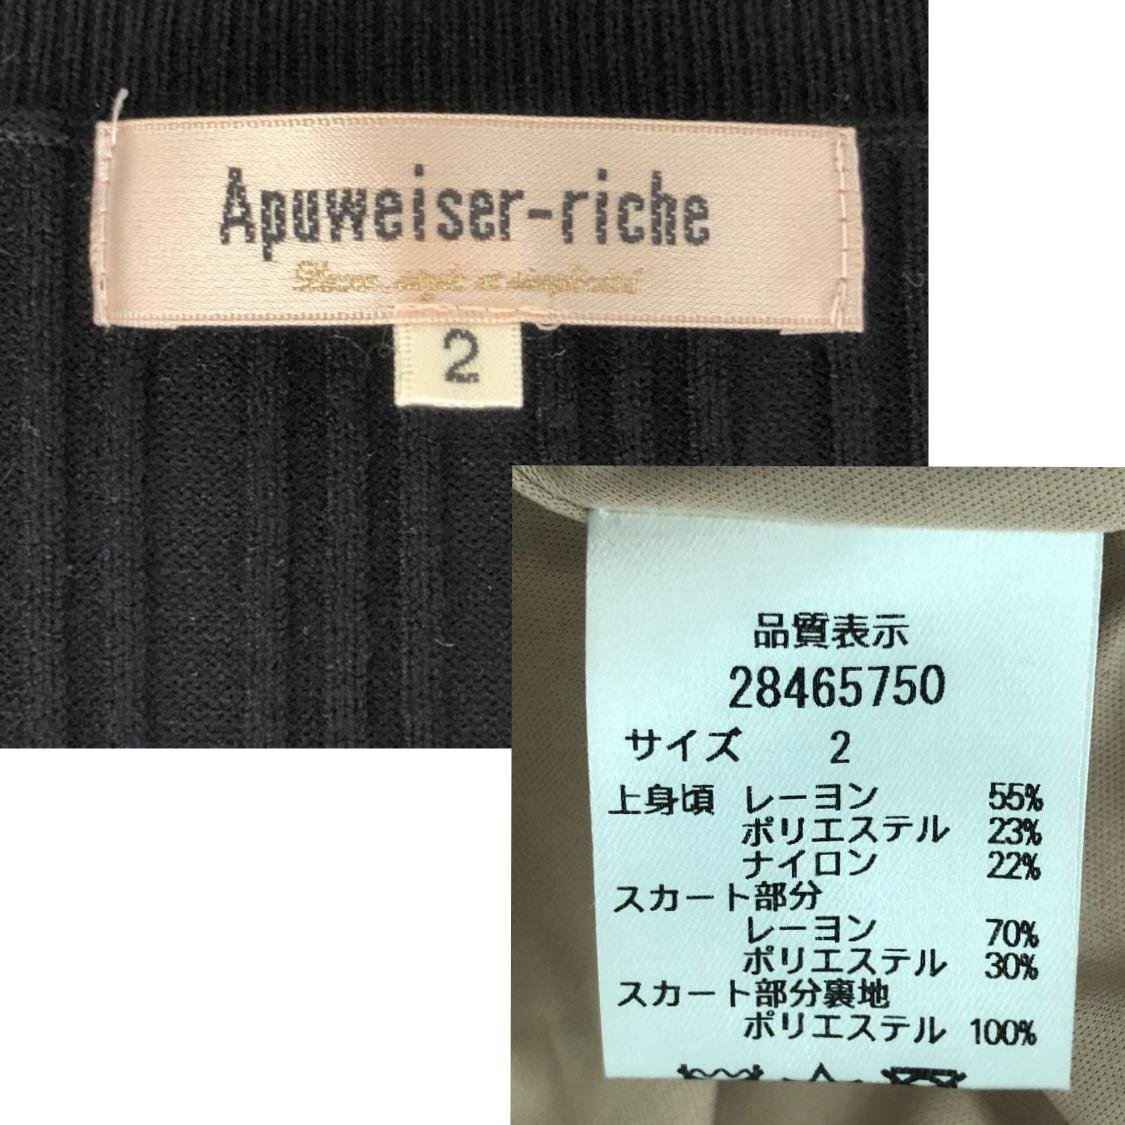 Apuweiser-riche
2
品質表示
28465750
サイズ 2
上身頃 レーヨン 55%
ポリエステル 23%
ナイロン 22%
スカート部分
レーヨン 70%
ポリエステル 30%
スカート部分裏地
ポリエステル 100%